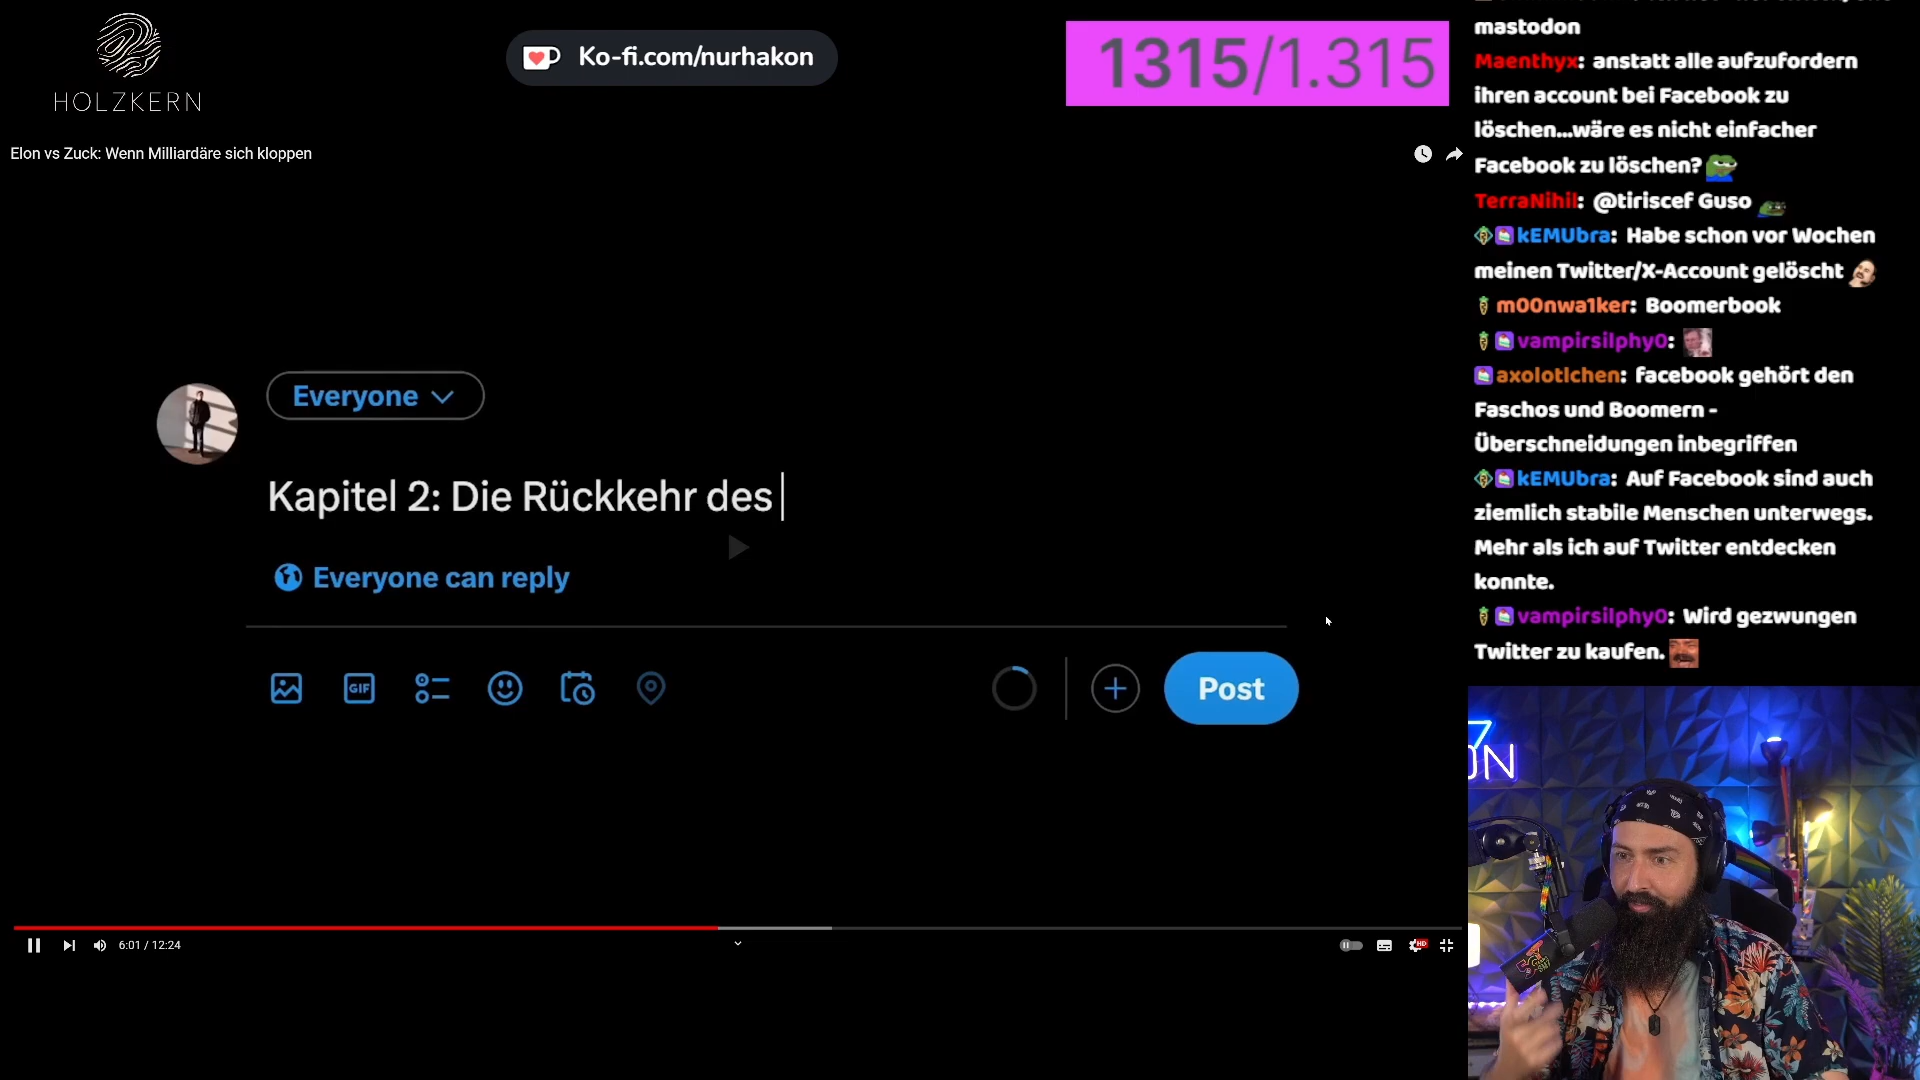 HOLZKERN
Ko-fi.com/nurhakon
1315/1.315
Elon vs Zuck: Wenn Milliardäre sich kloppen
Everyone
Kapitel 2: Die Rückkehr des
Everyone can reply
GIF
Post
6:01 / 12:24
HD
mastodon
Maenthyx: anstatt alle aufzufordern
ihren account bei Facebook zu
löschen...wäre es nicht einfacher
Facebook zu löschen?
TerraNihil: @tiriscef Guso
kEMUbra: Habe schon vor Wochen
meinen Twitter/X-Account gelöscht
m00nwa1ker: Boomerbook
vampirsilphy0:
axolotlchen: facebook gehört den
Faschos und Boomern -
Überschneidungen inbegriffen
kEMUbra: Auf Facebook sind auch
ziemlich stabile Menschen unterwegs.
Mehr als ich auf Twitter entdecken
konnte.
vampirsilphy0: Wird gezwungen
Twitter zu kaufen.
ON